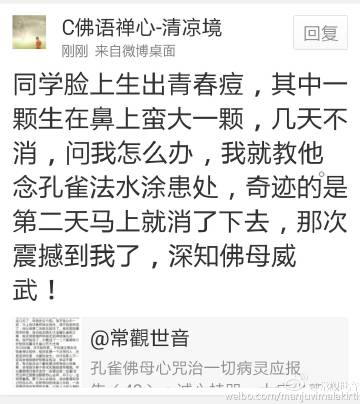 C佛语禅心-清凉境
回复
刚刚 来自微博桌面
同学脸上生出青春痘，其中一
颗生在鼻上蛮大一颗，几天不
消，问我怎么办，我就教他
念孔雀法水涂患处，奇迹的是
第二天马上就消了下去，那次
震撼到我了，深知佛母威
武！
@常觀世音
孔雀佛母心咒治一切病灵应报
weibo.com/manjuvimalekirti